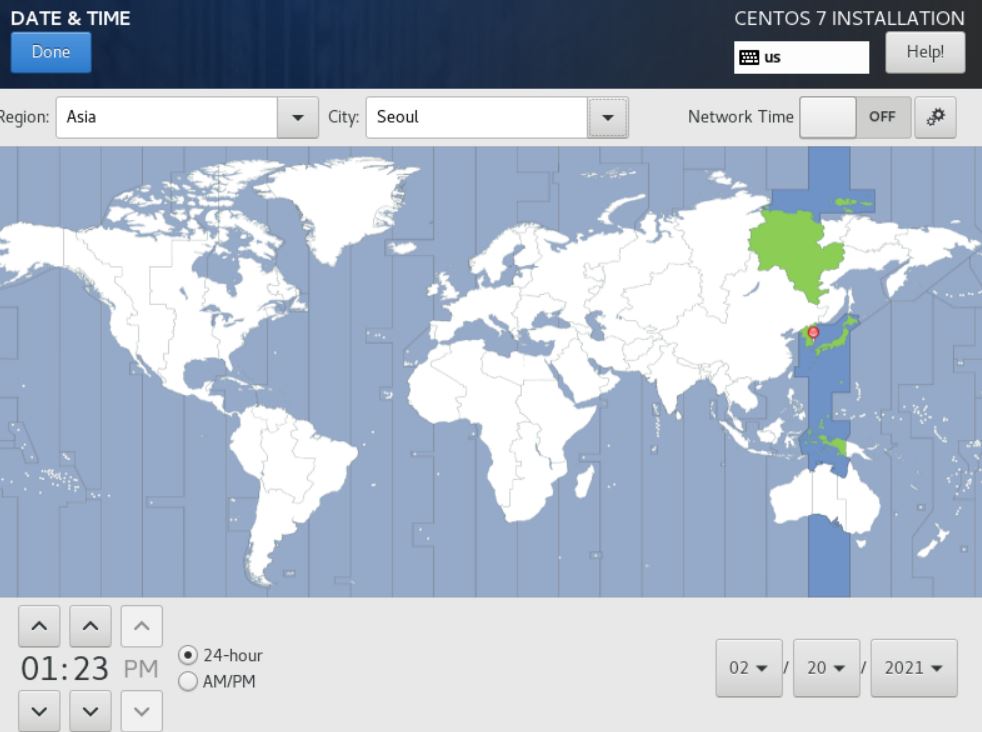 DATE & TIME
CENTOS 7 INSTALLATION
Done
us
Help!
Region:
Asia
City:
Seoul
Network Time
OFF
01:23 PM
24-hour
AM/PM
02 / 20 / 2021